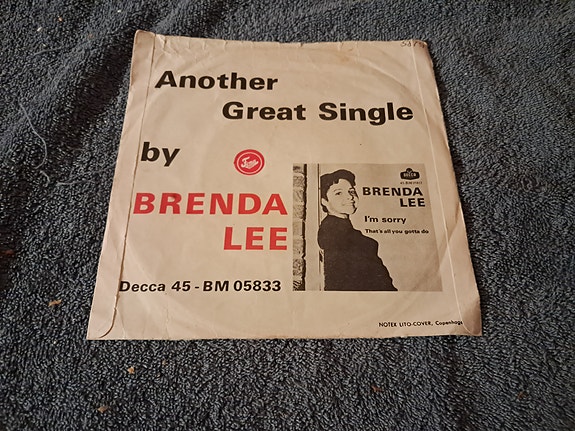 Another
Great Single
by
BRENDA
LEE
Decca 45 - BM 05833
DECCA
BRENDA
LEE
I'm sorry
That's all you gotta do
NOTEX LITO-COVER, Copenhage